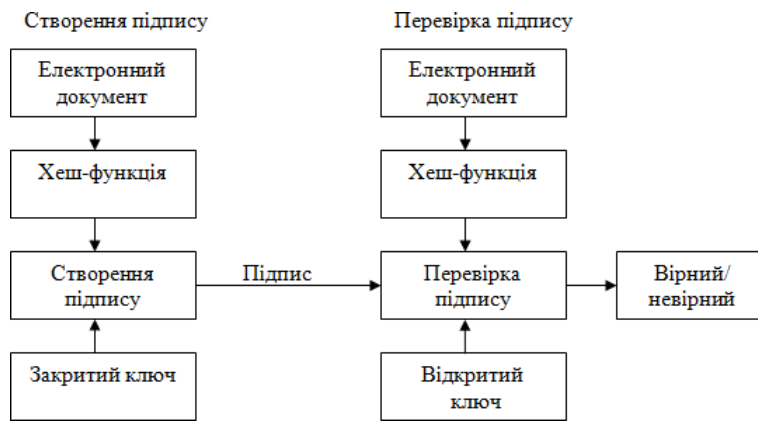 Створення підпису
Електронний
документ
Хеш-функція
Створення
підпису
Закритий ключ
Підпис
Перевірка підпису
Електронний
документ
Хеш-функція
Перевірка
підпису
Відкритий
ключ
Вірний/
невірний